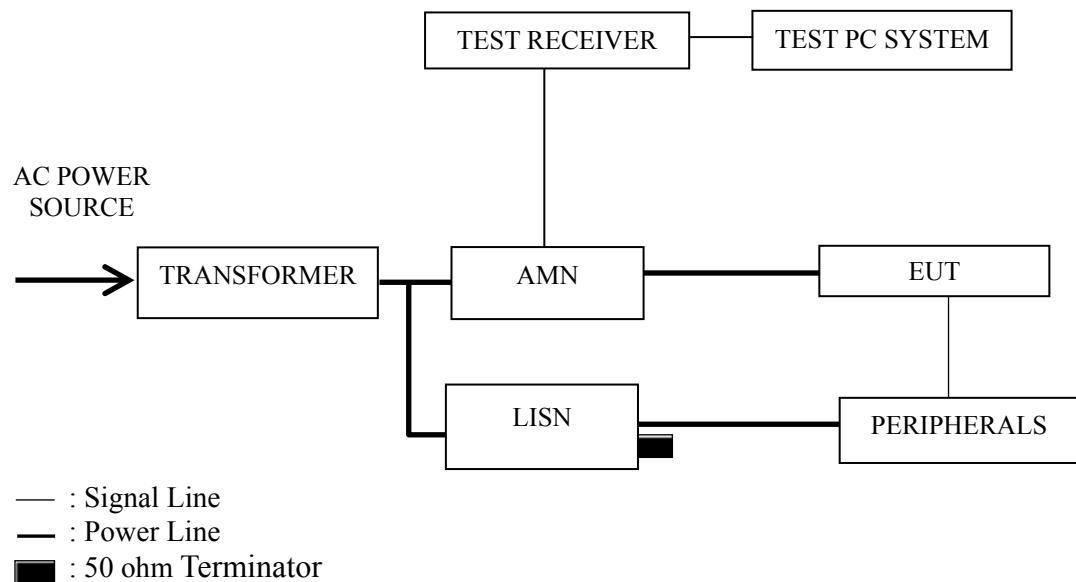 TEST RECEIVER
TEST PC SYSTEM
AC POWER
SOURCE
TRANSFORMER
AMN
EUT
LISN
PERIPHERALS
: Signal Line
: Power Line
: 50 ohm Terminator